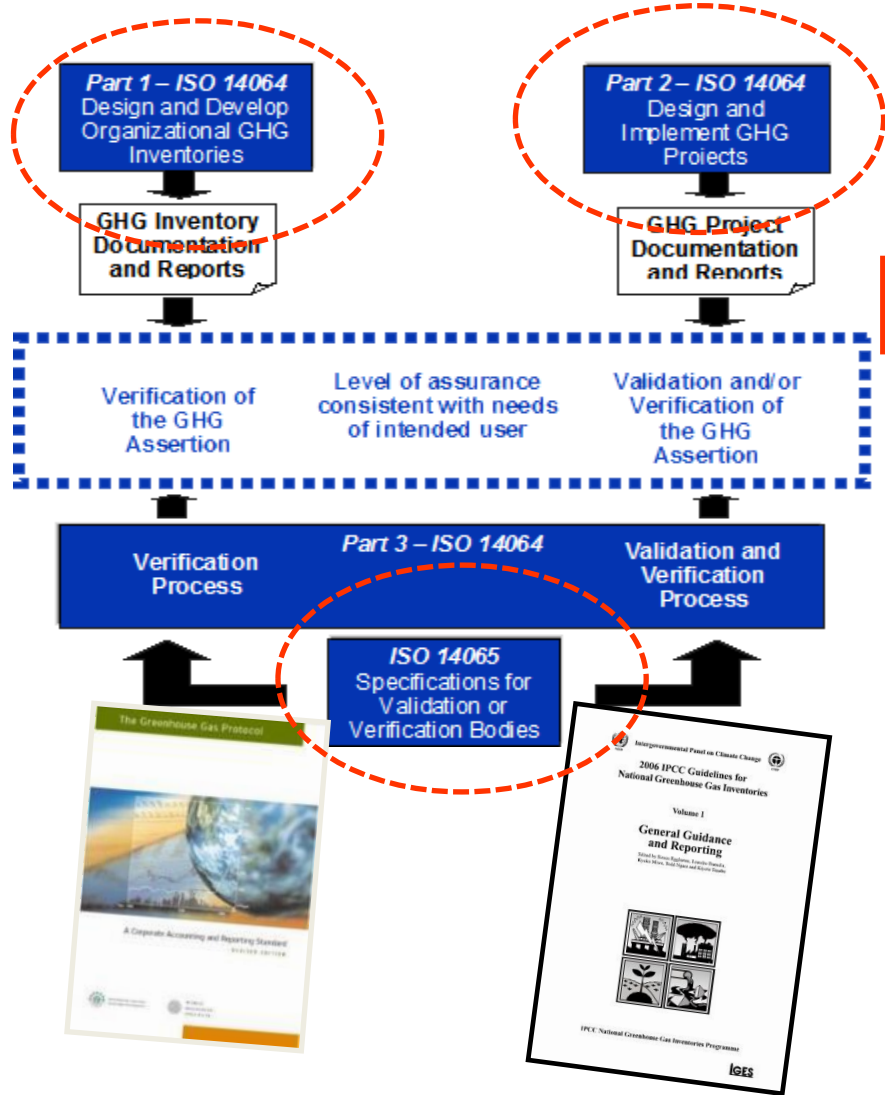 Part 1 – ISO 14064
Design and Develop
Organizational GHG
Inventories
Part 2 – ISO 14064
Design and
Implement GHG
Projects
GHG Inventory
Documentation
and Reports
GHG Project
Documentation
and Reports
Verification of
the GHG
Assertion
Level of assurance
consistent with needs
of intended user
Validation and/or
Verification of
the GHG
Assertion
Part 3 – ISO 14064
Verification
Process
Validation and
Verification
Process
ISO 14065
Specifications for
Validation or
Verification Bodies
The Greenhouse Gas Protocol
A Corporate Accounting and Reporting Standard
REVISED EDITION
Intergovernmental Panel on Climate Change
2006 IPCC Guidelines for
National Greenhouse Gas Inventories
Volume 1
General Guidance
and Reporting
IPCC National Greenhouse Gas Inventories Programme
IGES